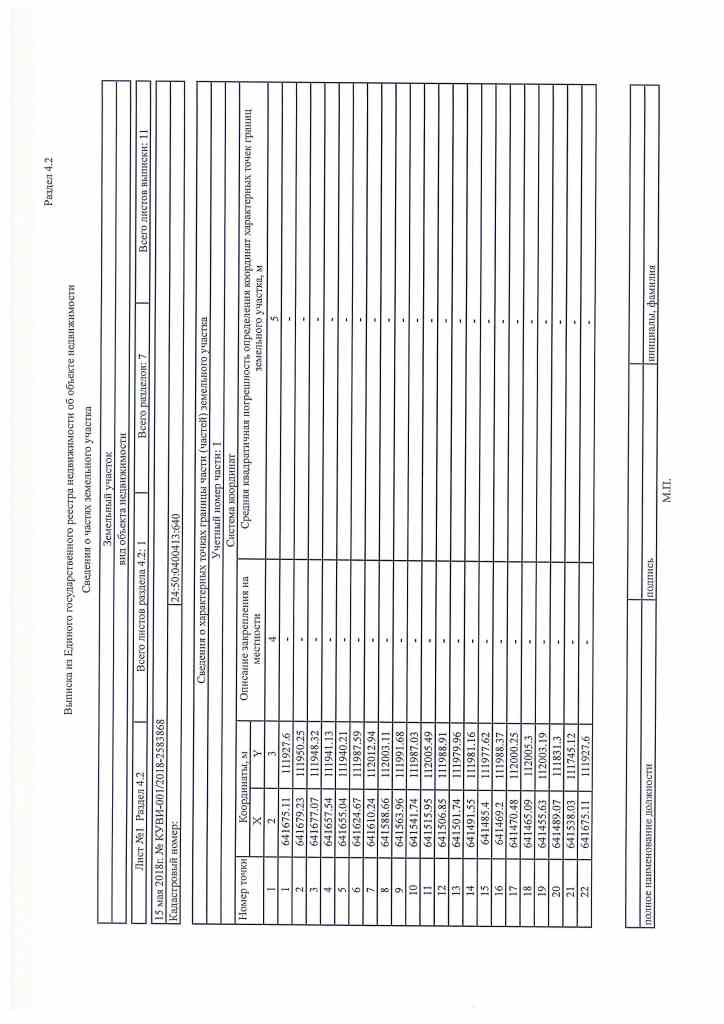 Раздел 4.2
Выписка из Единого государственного реестра недвижимости об объекте недвижимости
Сведения о частях земельного участка
Земельный участок
вид объекта недвижимости
Лист №1 Раздел 4.2 Всего листов раздела 4.2: 1 Всего разделов: 7 Всего листов выписки: 11
15 мая 2018г. № КУВИ-001/2018-2583868
Кадастровый номер: 24:50:0400413:640
Сведения о характерных точках границы части (частей) земельного участка
Учетный номер части: 1
Система координат
Номер точки Координаты, м Описание закрепления на местности Средняя квадратичная погрешность определения координат характерных точек границ земельного участка, м
X Y
1 2 3 4 5
1 641675.11 111927.6 - -
2 641679.23 111950.25 - -
3 641677.07 111948.32 - -
4 641657.54 111941.13 - -
5 641655.04 111940.21 - -
6 641624.67 111987.59 - -
7 641610.24 112012.94 - -
8 641588.66 112003.11 - -
9 641563.96 111991.68 - -
10 641541.74 111987.03 - -
11 641515.95 112005.49 - -
12 641506.85 111988.91 - -
13 641501.74 111979.96 - -
14 641491.55 111981.16 - -
15 641485.4 111977.62 - -
16 641469.2 111988.37 - -
17 641470.48 112000.25 - -
18 641465.09 112005.3 - -
19 641455.63 112003.19 - -
20 641489.07 111831.3 - -
21 641538.03 111745.12 - -
22 641675.11 111927.6 - -
полное наименование должности подпись инициалы, фамилия
М.П.